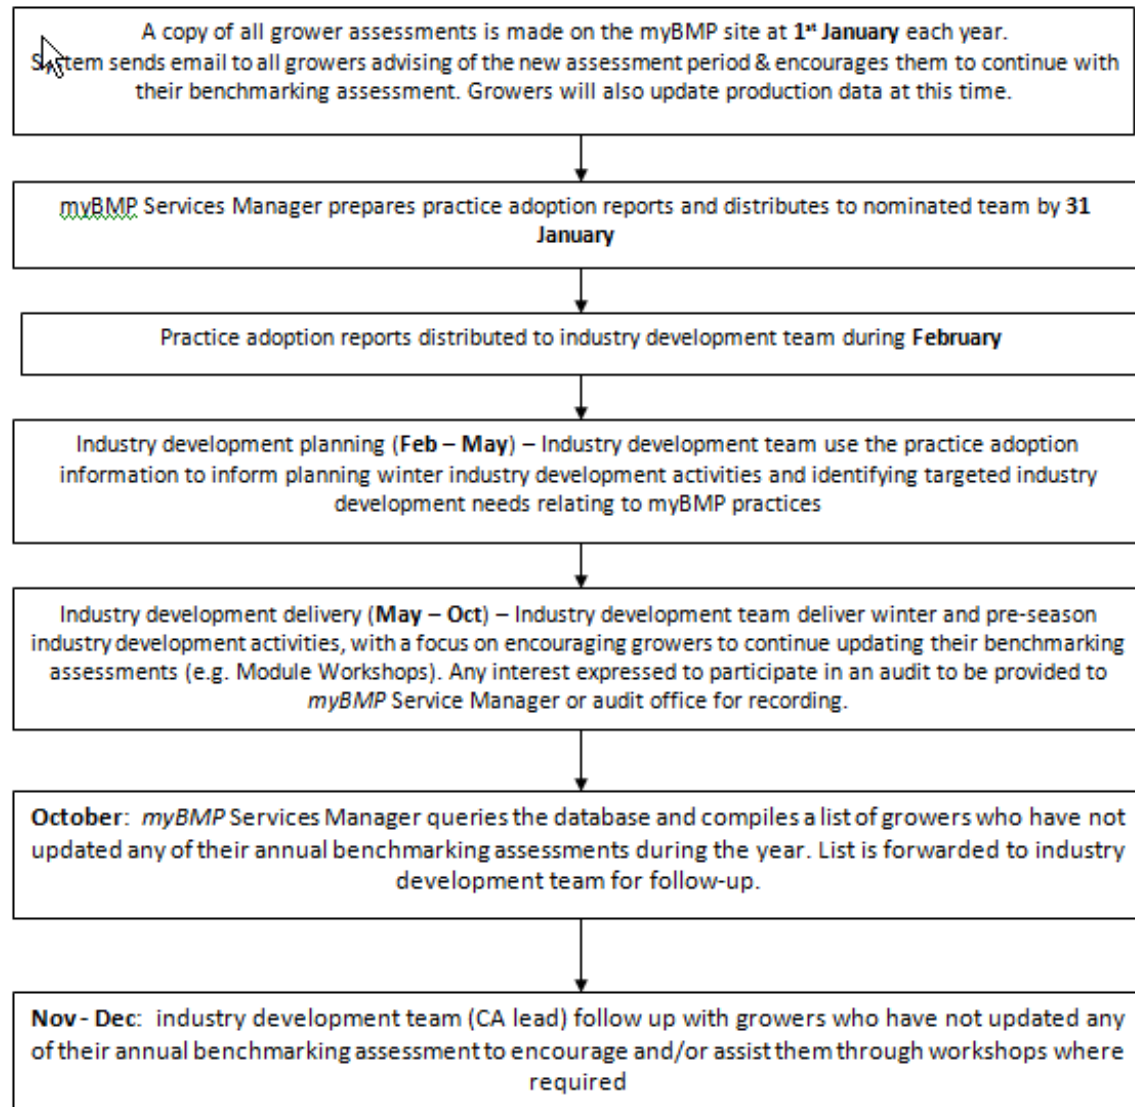 A copy of all grower assessments is made on the myBMP site at 1st January each year.
System sends email to all growers advising of the new assessment period & encourages them to continue with
their benchmarking assessment. Growers will also update production data at this time.
myBMP Services Manager prepares practice adoption reports and distributes to nominated team by 31
January
Practice adoption reports distributed to industry development team during February
Industry development planning (Feb – May) – Industry development team use the practice adoption
information to inform planning winter industry development activities and identifying targeted industry
development needs relating to myBMP practices
Industry development delivery (May – Oct) – Industry development team deliver winter and pre-season
industry development activities, with a focus on encouraging growers to continue updating their benchmarking
assessments (e.g. Module Workshops). Any interest expressed to participate in an audit to be provided to
myBMP Service Manager or audit office for recording.
October: myBMP Services Manager queries the database and compiles a list of growers who have not
updated any of their annual benchmarking assessments during the year. List is forwarded to industry
development team for follow-up.
Nov - Dec: industry development team (CA lead) follow up with growers who have not updated any
of their annual benchmarking assessment to encourage and/or assist them through workshops where
required